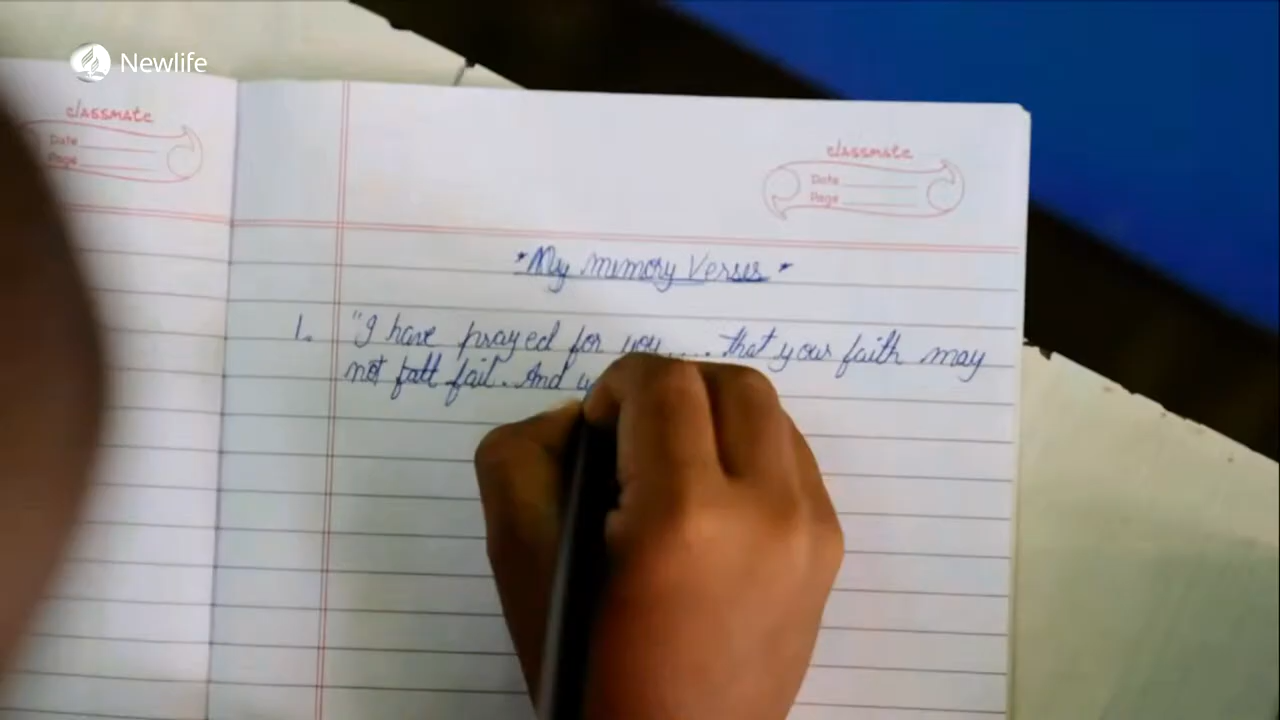 Newlife
classmate
Date
Page
classmate
Date
Page
*My memory Verses*
1. "I have prayed for you .... that your faith may
not fall fail. And